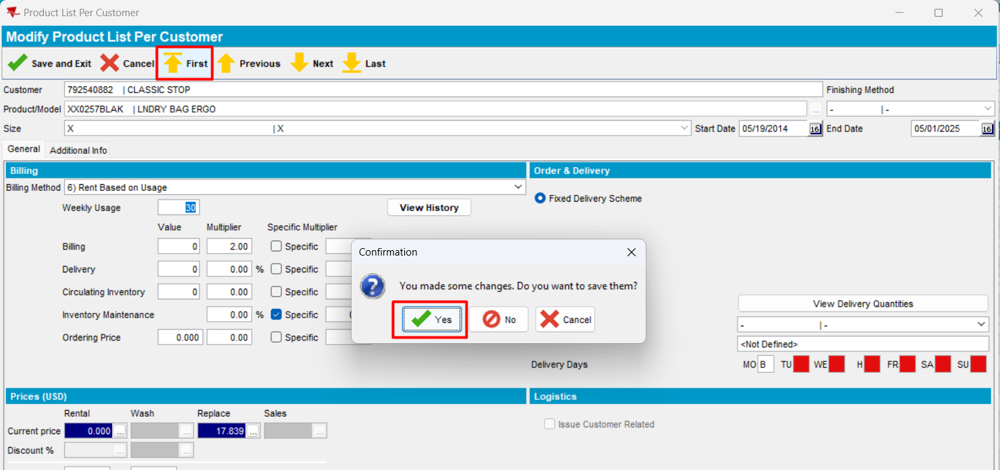 Product List Per Customer
Modify Product List Per Customer
Save and Exit Cancel First Previous Next Last
Customer 792540882 | CLASSIC STOP Finishing Method
Product/Model XX0257BLAK | LNDRY BAG ERGO ... - | -
Size X | X Start Date 05/19/2014 16 End Date 05/01/2025 16
General Additional Info
Billing Order & Delivery
Billing Method 6) Rent Based on Usage
Fixed Delivery Scheme
Weekly Usage 30 View History
Value Multiplier Specific Multiplier
Billing 0 2.00 Specific
Confirmation
Delivery 0 0.00 % Specific
You made some changes. Do you want to save them?
Circulating Inventory 0 0.00 Specific
View Delivery Quantities
Inventory Maintenance 0.00 % Specific
Yes No Cancel
- | -
Ordering Price 0.000 0.00 Specific
<Not Defined>
Delivery Days MO B TU WE H FR SA SU
Prices (USD) Logistics
Rental Wash Replace Sales
Issue Customer Related
Current price 0.000 ... ... 17.839 ... ...
Discount % ... ...